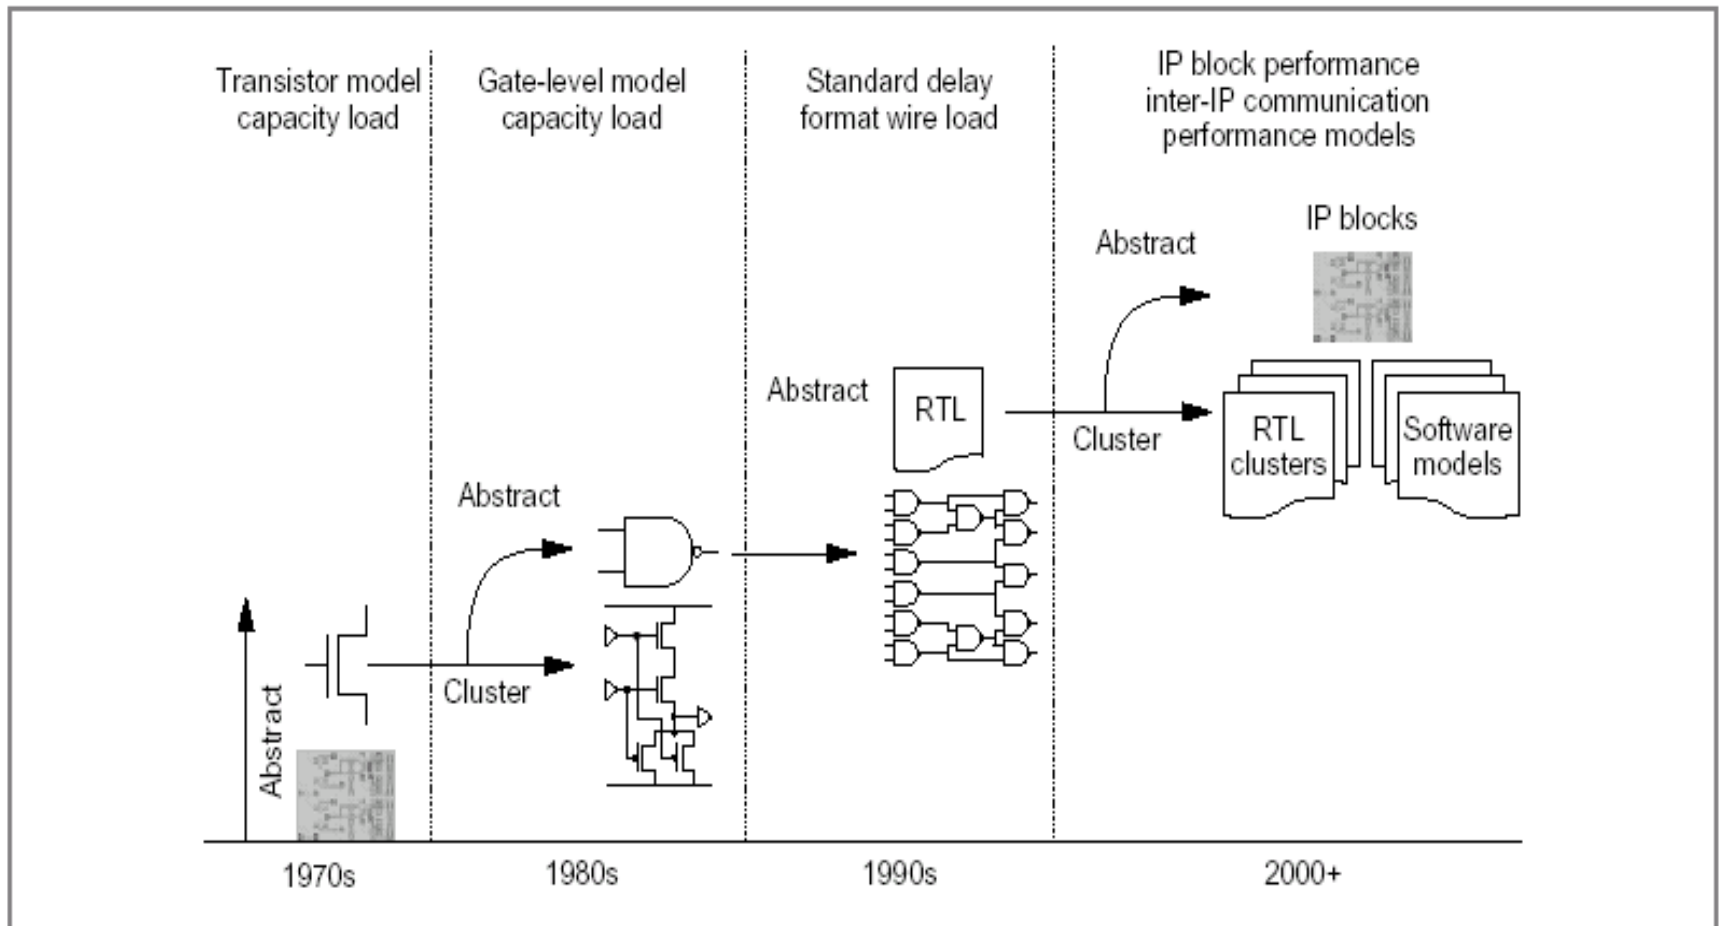 Transistor model
capacity load
Gate-level model
capacity load
Standard delay
format wire load
IP block performance
inter-IP communication
performance models
IP blocks
Abstract
Abstract
RTL
Cluster
RTL
clusters
Software
models
Abstract
Cluster
Abstract
1970s
1980s
1990s
2000+